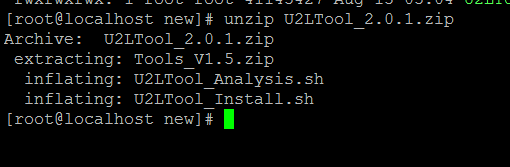 [root@localhost new]# unzip U2LTool_2.0.1.zip
Archive:  U2LTool_2.0.1.zip
 extracting: Tools_V1.5.zip
  inflating: U2LTool_Analysis.sh
  inflating: U2LTool_Install.sh
[root@localhost new]#